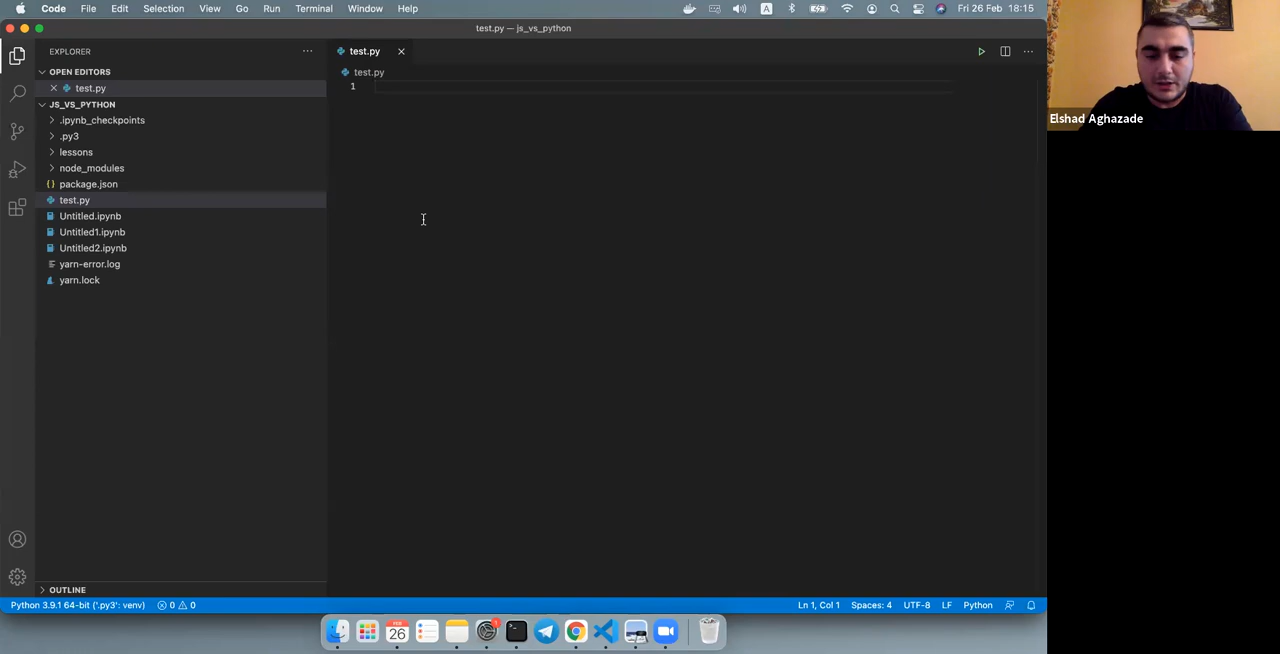 Code File Edit Selection View Go Run Terminal Window Help
A
Fri 26 Feb 18:15
test.py — js_vs_python
EXPLORER
test.py
OPEN EDITORS
test.py
test.py
1
JS_VS_PYTHON
.ipynb_checkpoints
.py3
lessons
node_modules
{} package.json
test.py
Untitled.ipynb
Untitled1.ipynb
Untitled2.ipynb
yarn-error.log
yarn.lock
OUTLINE
Python 3.9.1 64-bit ('.py3': venv) 0 0
Ln 1, Col 1 Spaces: 4 UTF-8 LF Python
FEB
26
1
Elshad Aghazade